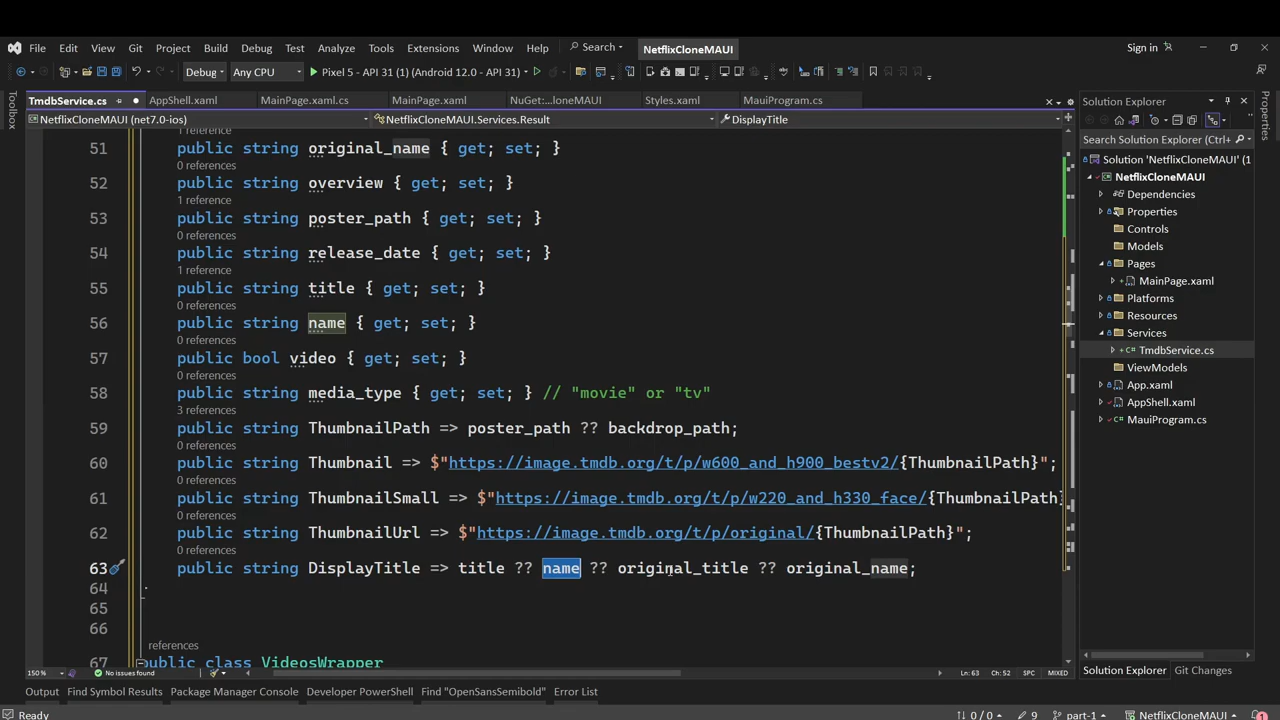 File Edit View Git Project Build Debug Test Analyze Tools Extensions Window Help Search NetflixCloneMAUI Sign in
Debug Any CPU Pixel 5 - API 31 (1) (Android 12.0 - API 31)
TmdbService.cs AppShell.xaml MainPage.xaml.cs MainPage.xaml NuGet:...loneMAUI Styles.xaml MauiProgram.cs
NetflixCloneMAUI (net7.0-ios) NetflixCloneMAUI.Services.Result DisplayTitle
1 reference
51 public string original_name { get; set; }
0 references
52 public string overview { get; set; }
1 reference
53 public string poster_path { get; set; }
0 references
54 public string release_date { get; set; }
1 reference
55 public string title { get; set; }
0 references
56 public string name { get; set; }
0 references
57 public bool video { get; set; }
0 references
58 public string media_type { get; set; } // "movie" or "tv"
3 references
59 public string ThumbnailPath => poster_path ?? backdrop_path;
0 references
60 public string Thumbnail => $"https://image.tmdb.org/t/p/w600_and_h900_bestv2/{ThumbnailPath}";
0 references
61 public string ThumbnailSmall => $"https://image.tmdb.org/t/p/w220_and_h330_face/{ThumbnailPath}
0 references
62 public string ThumbnailUrl => $"https://image.tmdb.org/t/p/original/{ThumbnailPath}";
0 references
63 public string DisplayTitle => title ?? name ?? original_title ?? original_name;
64
65
66
references
67 public class VideosWrapper
150 % No issues found Ln: 63 Ch: 52 SPC MIXED
Output Find Symbol Results Package Manager Console Developer PowerShell Find "OpenSansSemibold" Error List
Ready 0 / 0 9 part-1 NetflixCloneMAUI 1
Toolbox
Solution Explorer
Search Solution Explorer (Ctrl+
Solution 'NetflixCloneMAUI' (1
NetflixCloneMAUI
Dependencies
Properties
Controls
Models
Pages
MainPage.xaml
Platforms
Resources
Services
C# TmdbService.cs
ViewModels
App.xaml
AppShell.xaml
C# MauiProgram.cs
Solution Explorer Git Changes
Properties